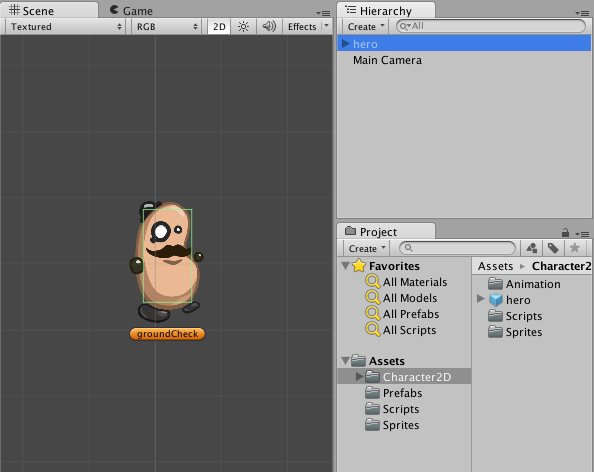 Scene
Game
Textured
RGB
2D
Effects
groundCheck
Hierarchy
Create
All
hero
Main Camera
Project
Create
Favorites
All Materials
All Models
All Prefabs
All Scripts
Assets
Character2D
Prefabs
Scripts
Sprites
Assets
Character2
Animation
hero
Scripts
Sprites